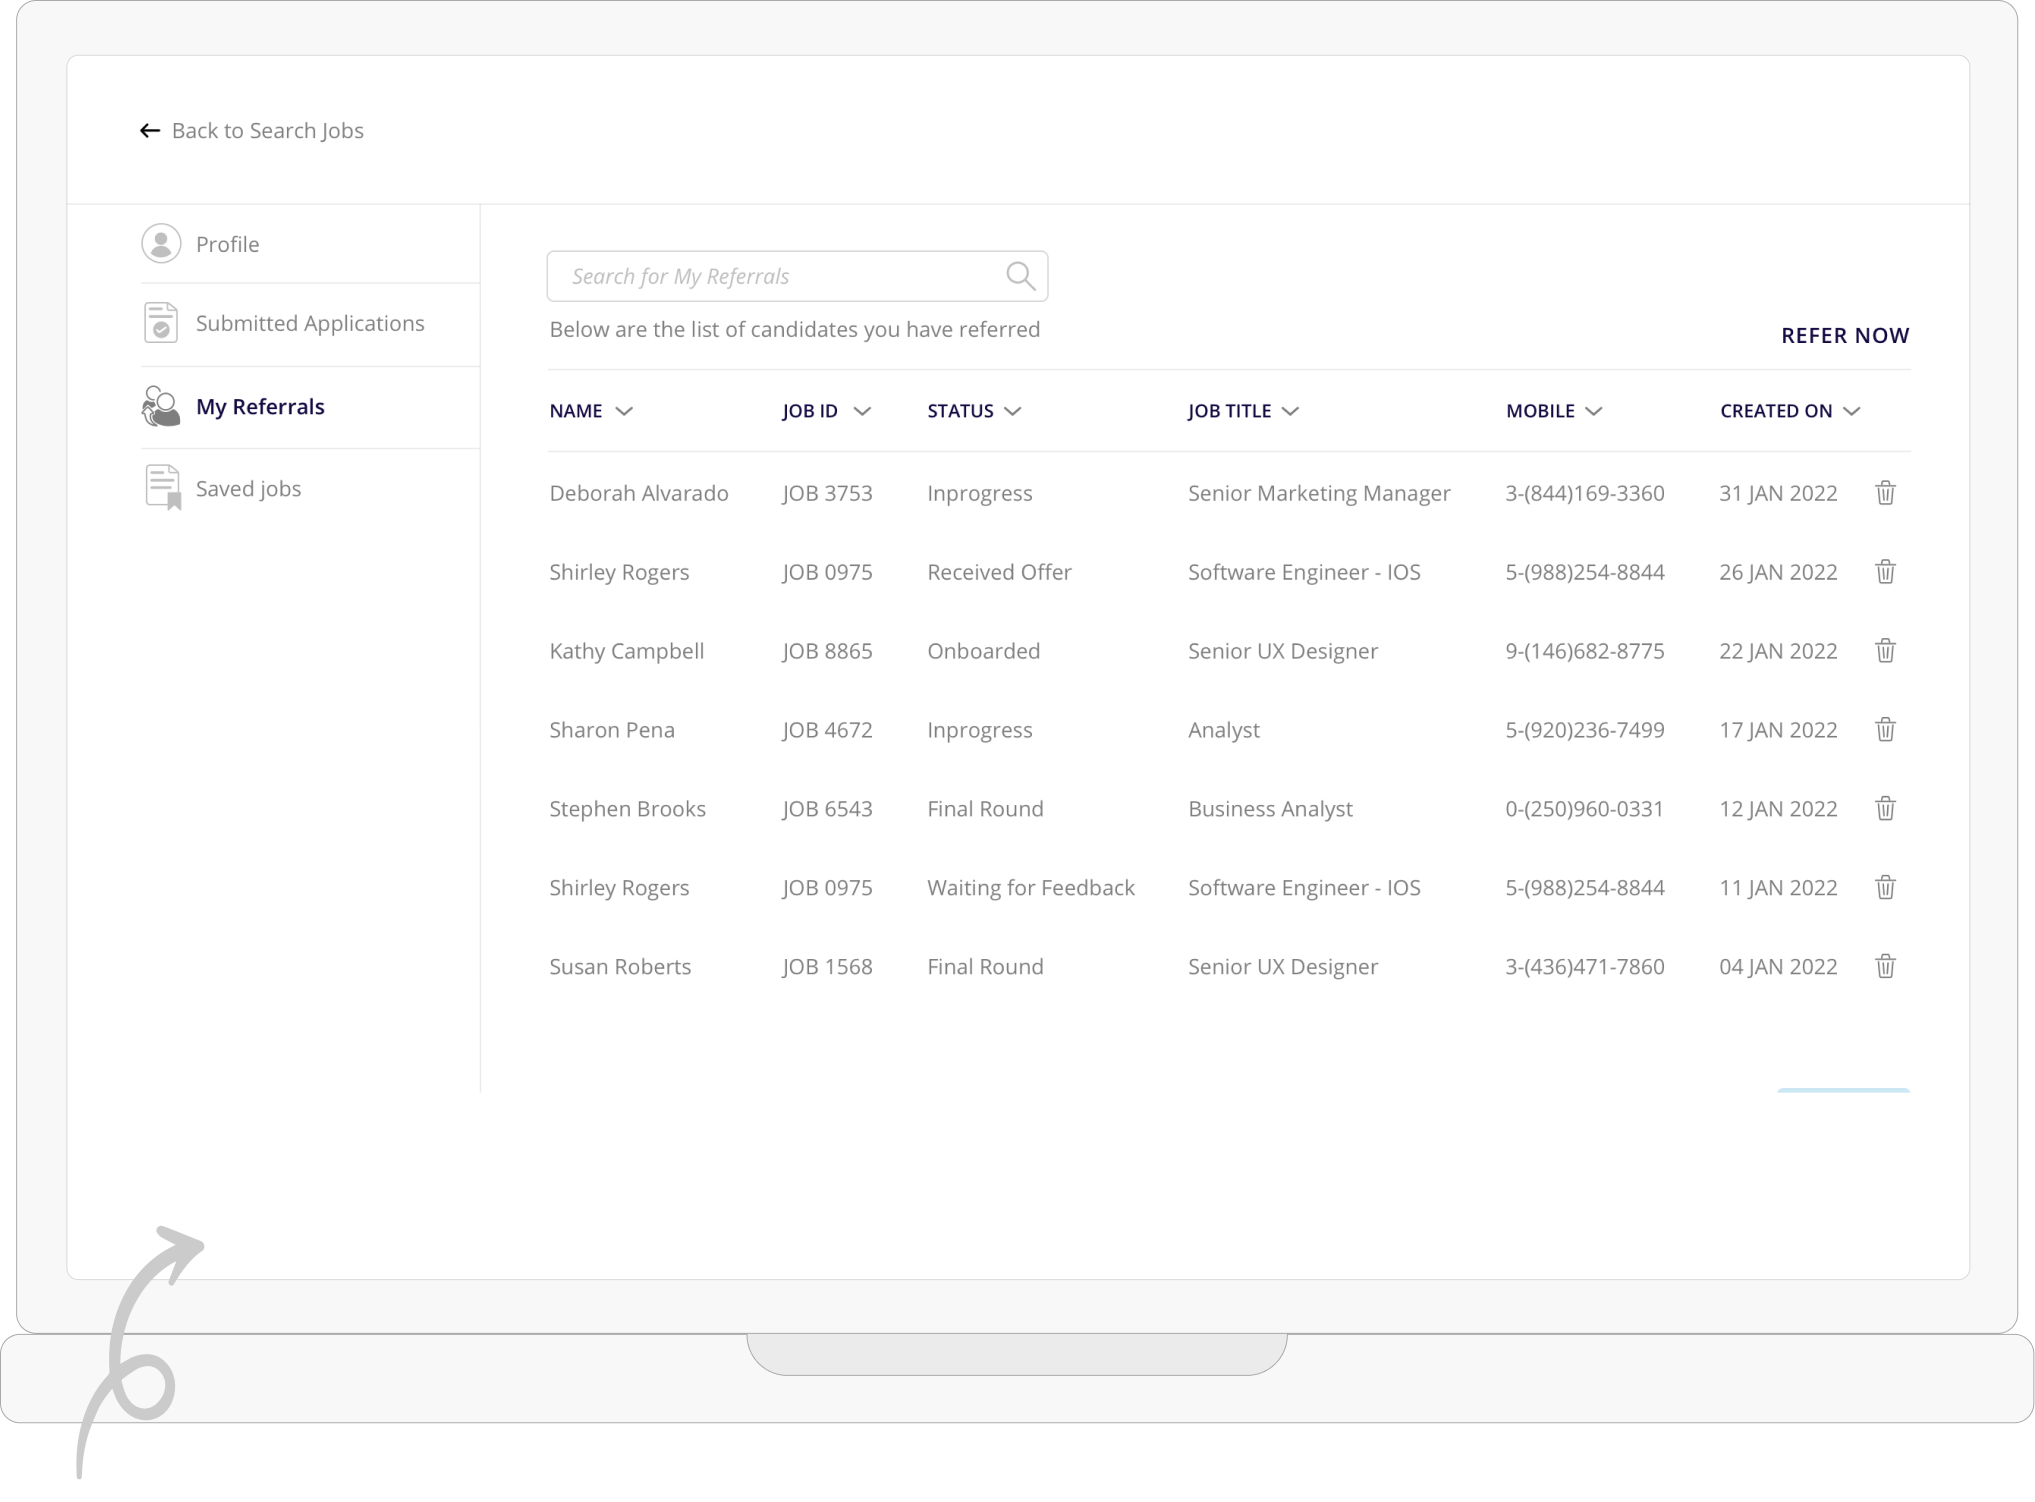 Back to Search Jobs
Profile
Submitted Applications
My Referrals
Saved jobs
Search for My Referrals
Below are the list of candidates you have referred
REFER NOW
NAME JOB ID STATUS JOB TITLE MOBILE CREATED ON
Deborah Alvarado JOB 3753 Inprogress Senior Marketing Manager 3-(844)169-3360 31 JAN 2022
Shirley Rogers JOB 0975 Received Offer Software Engineer - IOS 5-(988)254-8844 26 JAN 2022
Kathy Campbell JOB 8865 Onboarded Senior UX Designer 9-(146)682-8775 22 JAN 2022
Sharon Pena JOB 4672 Inprogress Analyst 5-(920)236-7499 17 JAN 2022
Stephen Brooks JOB 6543 Final Round Business Analyst 0-(250)960-0331 12 JAN 2022
Shirley Rogers JOB 0975 Waiting for Feedback Software Engineer - IOS 5-(988)254-8844 11 JAN 2022
Susan Roberts JOB 1568 Final Round Senior UX Designer 3-(436)471-7860 04 JAN 2022